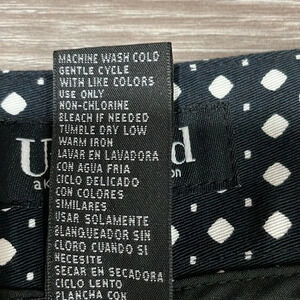 MACHINE WASH COLD
GENTLE CYCLE
WITH LIKE COLORS
USE ONLY
NON-CHLORINE
BLEACH IF NEEDED
TUMBLE DRY LOW
WARM IRON
LAVAR EN LAVADORA
CON AGUA FRIA
CICLO DELICADO
CON COLORES
SIMILARES
USAR SOLAMENTE
BLANQUEADOR SIN
CLORO CUANDO SI
NECESITE
SECAR EN SECADORA
CICLO LENTO
PLANCHA CON